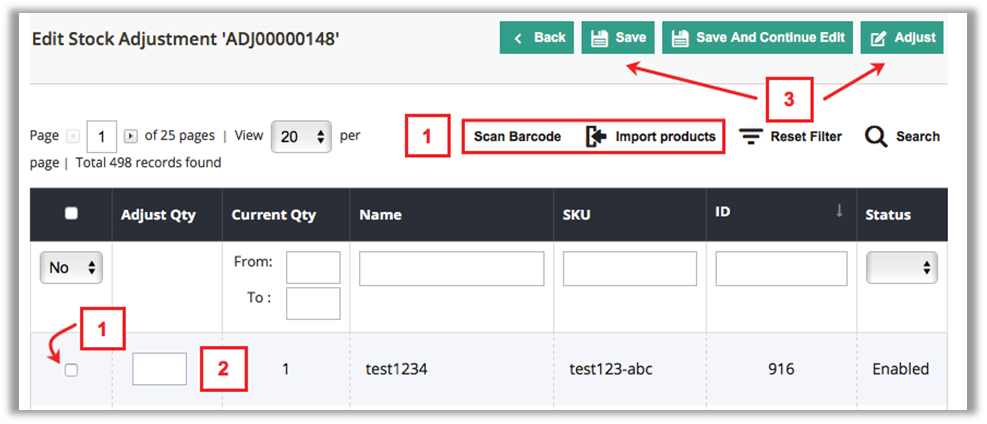 Edit Stock Adjustment 'ADJ00000148'
Back
Save
Save And Continue Edit
Adjust
3
Page 1 of 25 pages | View 20 per
page | Total 498 records found
1
Scan Barcode
Import products
Reset Filter
Search
Adjust Qty
Current Qty
Name
SKU
ID
Status
No
From:
To :
1
2
1
test1234
test123-abc
916
Enabled